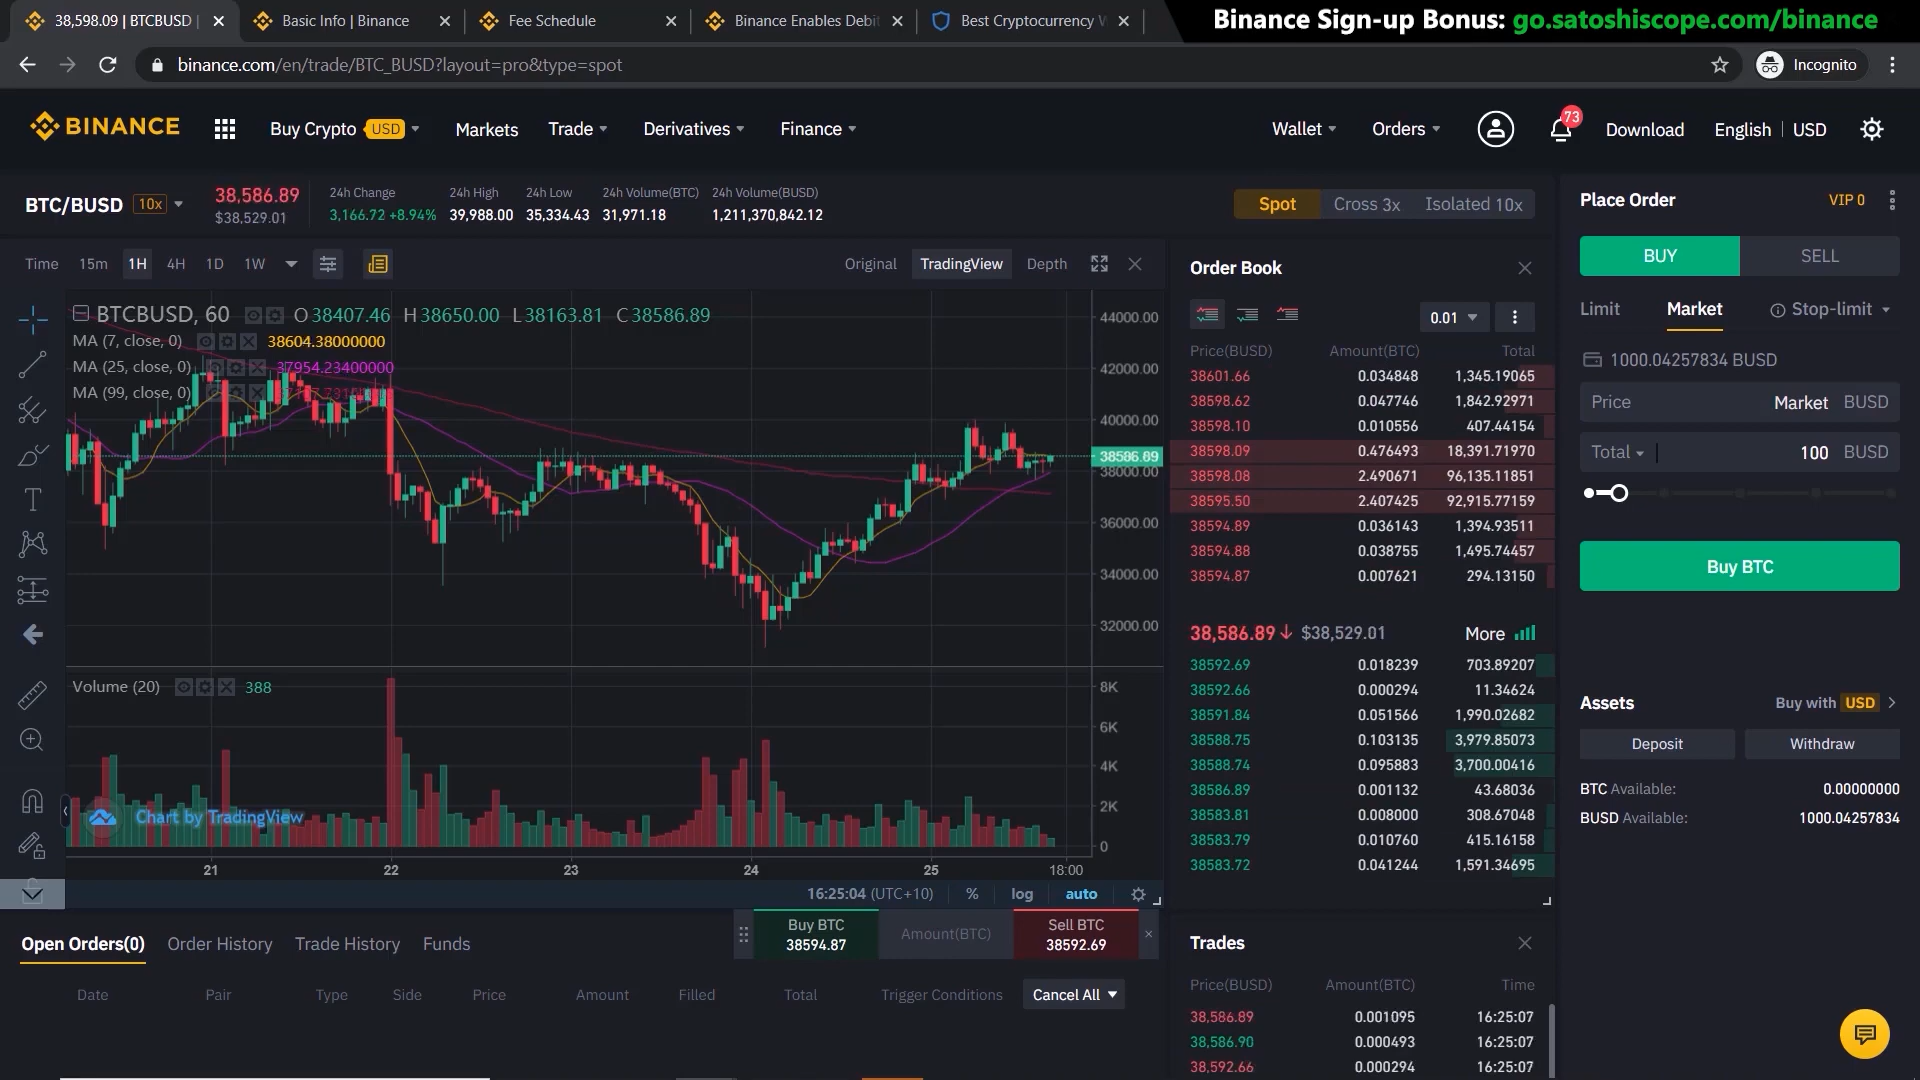 38,598.09 | BTCBUSD |
Basic Info | Binance
Fee Schedule
Binance Enables Debit
Best Cryptocurrency W
Binance Sign-up Bonus: go.satoshiscope.com/binance
binance.com/en/trade/BTC_BUSD?layout=pro&type=spot
Incognito
BINANCE
Buy Crypto USD
Markets
Trade
Derivatives
Finance
Wallet
Orders
73
Download
English
USD
BTC/BUSD 10x
38,586.89
$38,529.01
24h Change
3,166.72 +8.94%
24h High
39,988.00
24h Low
35,334.43
24h Volume(BTC)
31,971.18
24h Volume(BUSD)
1,211,370,842.12
Spot
Cross 3x
Isolated 10x
Time 15m 1H 4H 1D 1W
Original TradingView Depth
BTCBUSD, 60 O 38407.46 H 38650.00 L 38163.81 C 38586.89
MA (7, close, 0) 38604.38000000
MA (25, close, 0) 37954.23400000
MA (99, close, 0)
44000.00
42000.00
40000.00
38586.89
38000.00
36000.00
34000.00
32000.00
Volume (20) 388
8K
6K
4K
2K
0
Chart by TradingView
21 22 23 24 25 18:00
16:25:04 (UTC+10) % log auto
Order Book
0.01
Price(BUSD) Amount(BTC) Total
38601.66 0.034848 1,345.19065
38598.62 0.047746 1,842.92971
38598.10 0.010556 407.44154
38598.09 0.476493 18,391.71970
38598.08 2.490671 96,135.11851
38595.50 2.407425 92,915.77159
38594.89 0.036143 1,394.93511
38594.88 0.038755 1,495.74457
38594.87 0.007621 294.13150
38,586.89 $38,529.01 More
38592.69 0.018239 703.89207
38592.66 0.000294 11.34624
38591.84 0.051566 1,990.02682
38588.75 0.103135 3,979.85073
38588.74 0.095883 3,700.00416
38586.89 0.001132 43.68036
38583.81 0.008000 308.67048
38583.79 0.010760 415.16158
38583.72 0.041244 1,591.34695
Place Order VIP 0
BUY SELL
Limit Market Stop-limit
1000.04257834 BUSD
Price Market BUSD
Total 100 BUSD
Buy BTC
Assets Buy with USD
Deposit Withdraw
BTC Available: 0.00000000
BUSD Available: 1000.04257834
Open Orders(0) Order History Trade History Funds
Buy BTC
38594.87
Amount(BTC)
Sell BTC
38592.69
Date Pair Type Side Price Amount Filled Total Trigger Conditions Cancel All
Trades
Price(BUSD) Amount(BTC) Time
38,586.89 0.001095 16:25:07
38,586.90 0.000493 16:25:07
38,592.66 0.000294 16:25:07